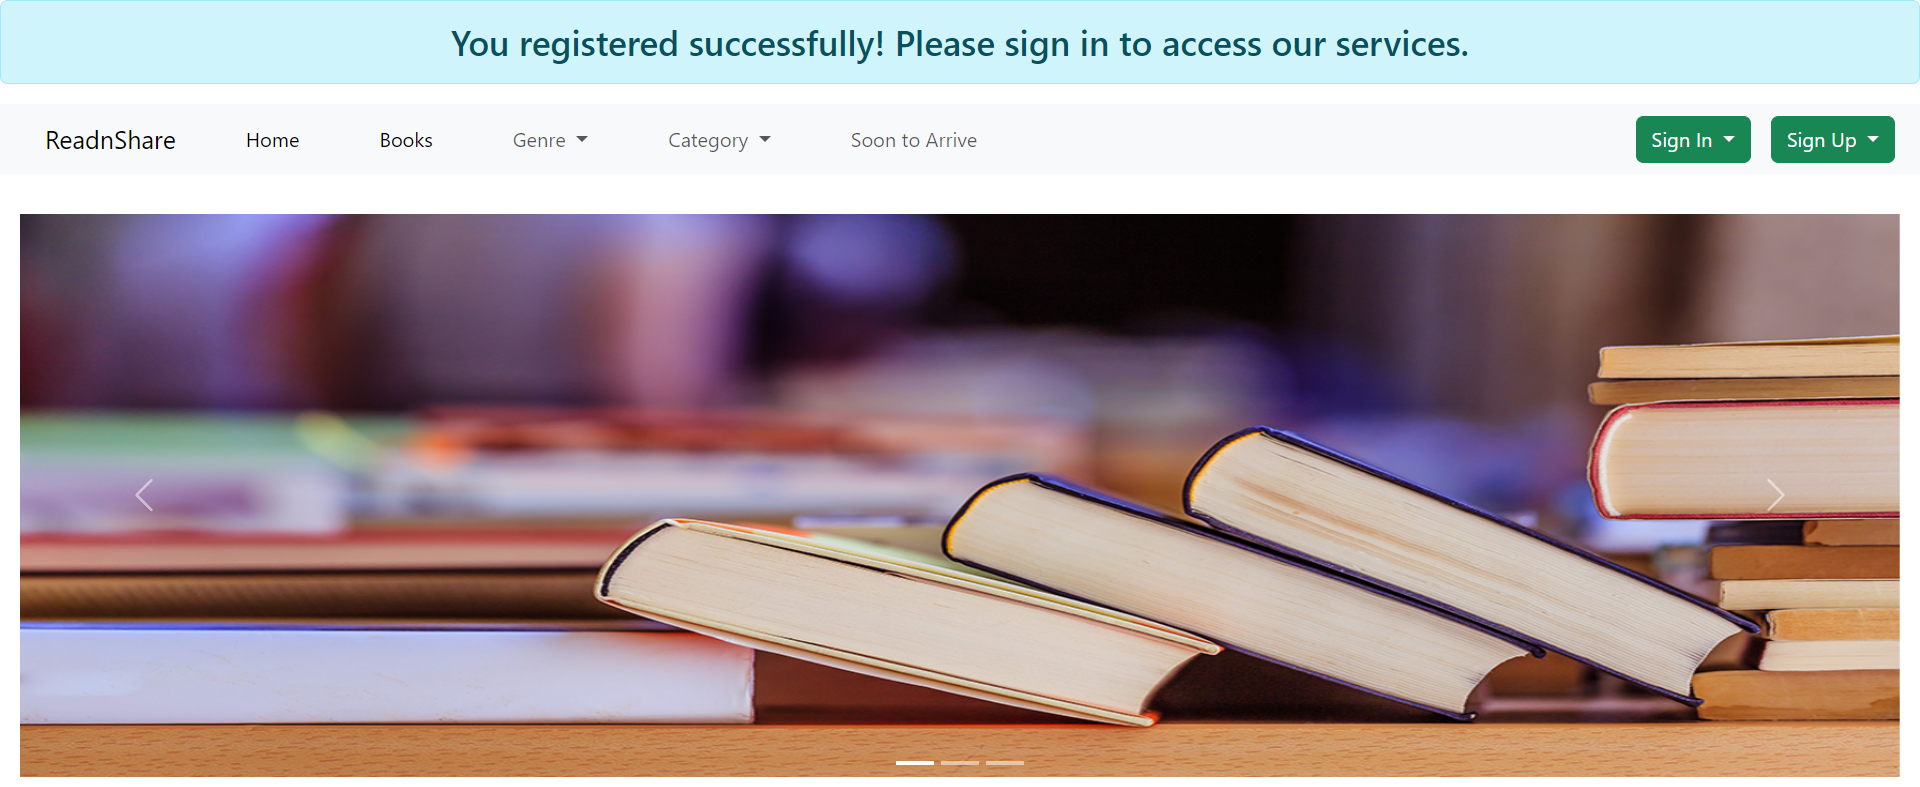 You registered successfully! Please sign in to access our services.
ReadnShare Home Books Genre Category Soon to Arrive Sign In Sign Up